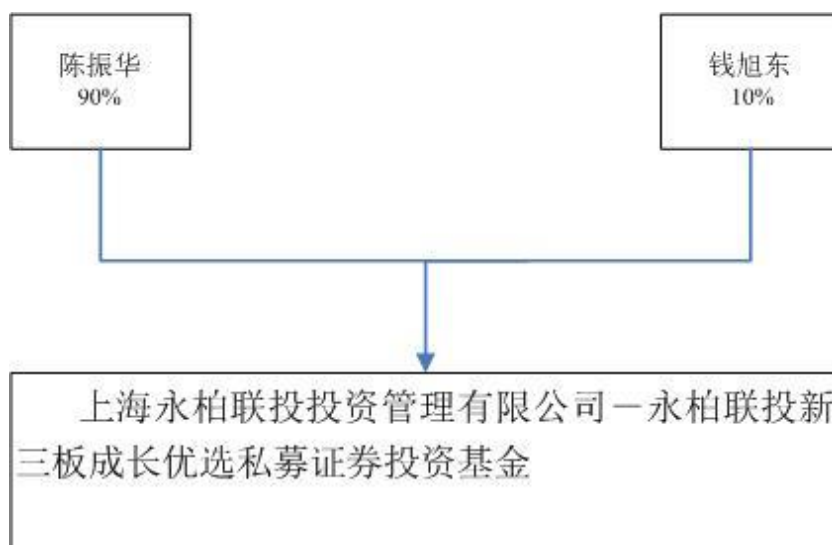 陈振华
90%
钱旭东
10%
上海永柏联投投资管理有限公司－永柏联投新
三板成长优选私募证券投资基金